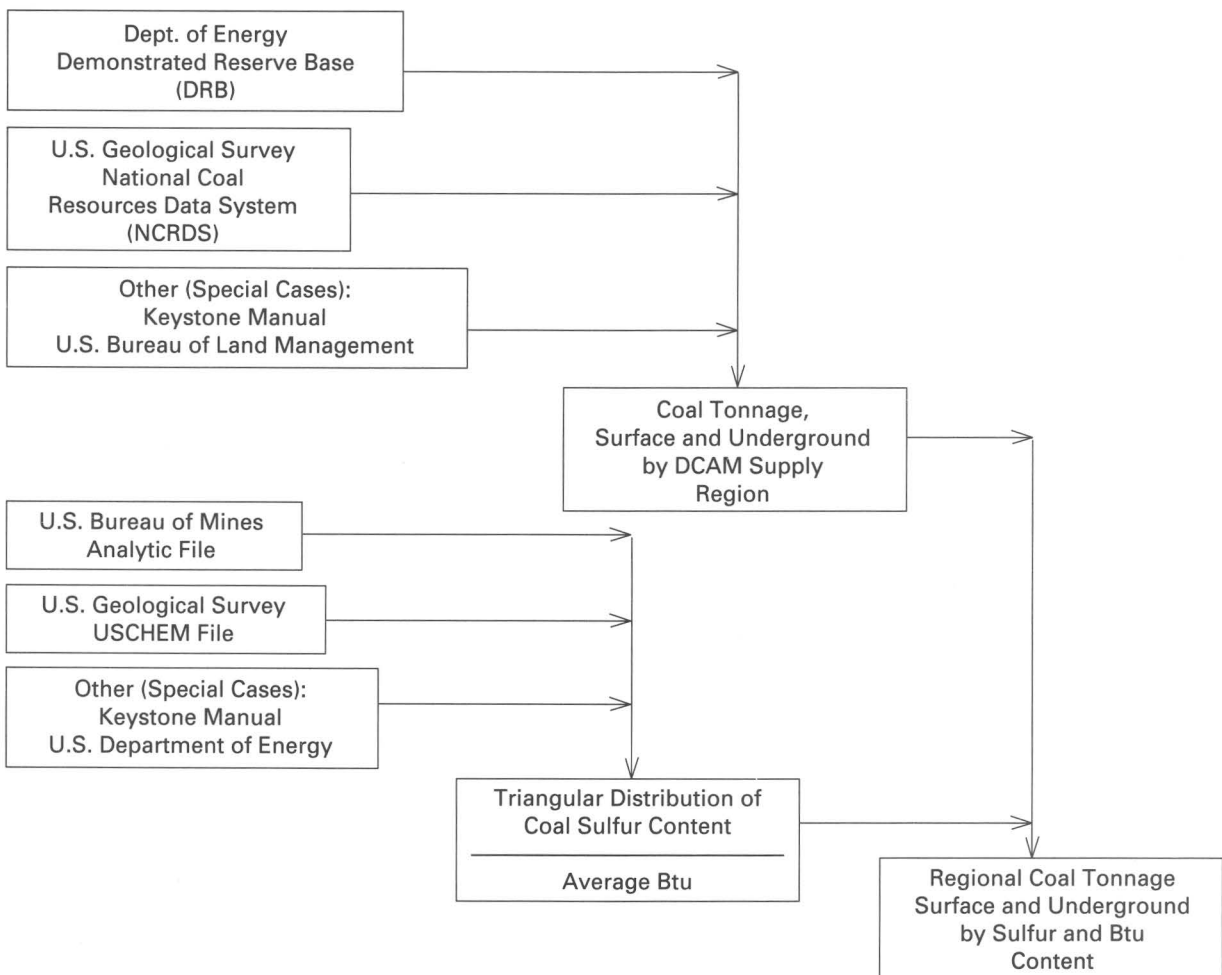 Dept. of Energy
Demonstrated Reserve Base
(DRB)
U.S. Geological Survey
National Coal
Resources Data System
(NCRDS)
Other (Special Cases):
Keystone Manual
U.S. Bureau of Land Management
Coal Tonnage,
Surface and Underground
by DCAM Supply
Region
U.S. Bureau of Mines
Analytic File
U.S. Geological Survey
USCHEM File
Other (Special Cases):
Keystone Manual
U.S. Department of Energy
Triangular Distribution of
Coal Sulfur Content
Average Btu
Regional Coal Tonnage
Surface and Underground
by Sulfur and Btu
Content